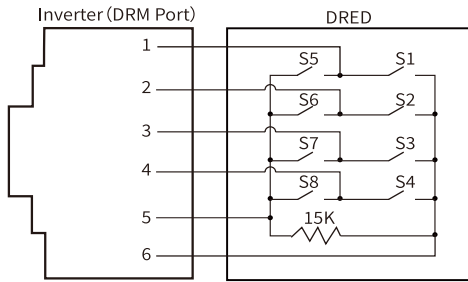 Inverter (DRM Port) DRED
1
S5 S1
2
S6 S2
3
S7 S3
4
S8 S4
5
15K
6